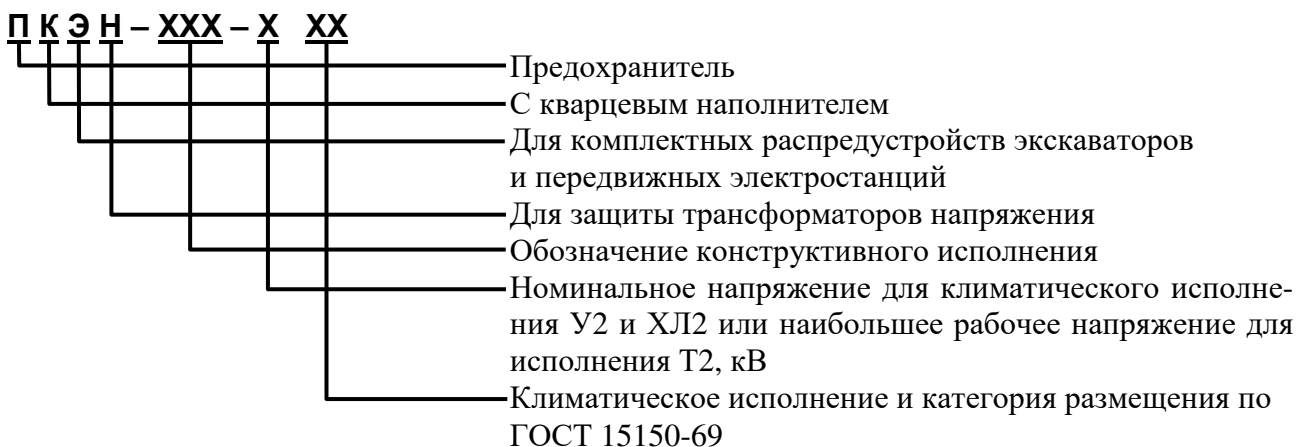 ПКЭН – ХХХ – Х ХХ
Предохранитель
С кварцевым наполнителем
Для комплектных распредустройств экскаваторов
и передвижных электростанций
Для защиты трансформаторов напряжения
Обозначение конструктивного исполнения
Номинальное напряжение для климатического исполне-
ния У2 и ХЛ2 или наибольшее рабочее напряжение для
исполнения Т2, кВ
Климатическое исполнение и категория размещения по
ГОСТ 15150-69